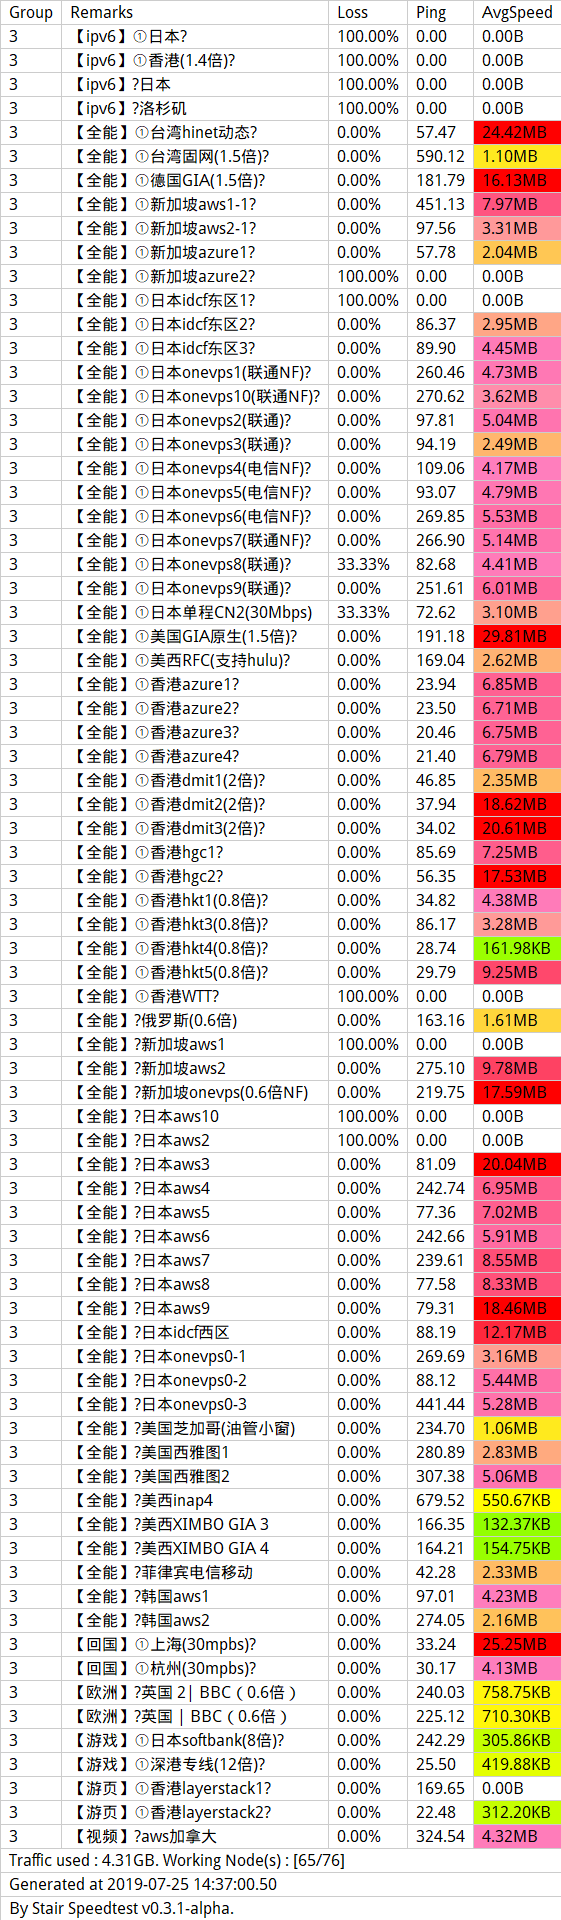 Group Remarks Loss Ping AvgSpeed
3 【ipv6】①日本? 100.00% 0.00 0.00B
3 【ipv6】①香港(1.4倍)? 100.00% 0.00 0.00B
3 【ipv6】?日本 100.00% 0.00 0.00B
3 【ipv6】?洛杉矶 100.00% 0.00 0.00B
3 【全能】①台湾hinet动态? 0.00% 57.47 24.42MB
3 【全能】①台湾固网(1.5倍)? 0.00% 590.12 1.10MB
3 【全能】①德国GIA(1.5倍)? 0.00% 181.79 16.13MB
3 【全能】①新加坡aws1-1? 0.00% 451.13 7.97MB
3 【全能】①新加坡aws2-1? 0.00% 97.56 3.31MB
3 【全能】①新加坡azure1? 0.00% 57.78 2.04MB
3 【全能】①新加坡azure2? 100.00% 0.00 0.00B
3 【全能】①日本idcf东区1? 100.00% 0.00 0.00B
3 【全能】①日本idcf东区2? 0.00% 86.37 2.95MB
3 【全能】①日本idcf东区3? 0.00% 89.90 4.45MB
3 【全能】①日本onevps1(联通NF)? 0.00% 260.46 4.73MB
3 【全能】①日本onevps10(联通NF)? 0.00% 270.62 3.62MB
3 【全能】①日本onevps2(联通)? 0.00% 97.81 5.04MB
3 【全能】①日本onevps3(联通)? 0.00% 94.19 2.49MB
3 【全能】①日本onevps4(电信NF)? 0.00% 109.06 4.17MB
3 【全能】①日本onevps5(电信NF)? 0.00% 93.07 4.79MB
3 【全能】①日本onevps6(电信NF)? 0.00% 269.85 5.53MB
3 【全能】①日本onevps7(联通NF)? 0.00% 266.90 5.14MB
3 【全能】①日本onevps8(联通)? 33.33% 82.68 4.41MB
3 【全能】①日本onevps9(联通)? 0.00% 251.61 6.01MB
3 【全能】①日本单程CN2(30Mbps) 33.33% 72.62 3.10MB
3 【全能】①美国GIA原生(1.5倍)? 0.00% 191.18 29.81MB
3 【全能】①美西RFC(支持hulu)? 0.00% 169.04 2.62MB
3 【全能】①香港azure1? 0.00% 23.94 6.85MB
3 【全能】①香港azure2? 0.00% 23.50 6.71MB
3 【全能】①香港azure3? 0.00% 20.46 6.75MB
3 【全能】①香港azure4? 0.00% 21.40 6.79MB
3 【全能】①香港dmit1(2倍)? 0.00% 46.85 2.35MB
3 【全能】①香港dmit2(2倍)? 0.00% 37.94 18.62MB
3 【全能】①香港dmit3(2倍)? 0.00% 34.02 20.61MB
3 【全能】①香港hgc1? 0.00% 85.69 7.25MB
3 【全能】①香港hgc2? 0.00% 56.35 17.53MB
3 【全能】①香港hkt1(0.8倍)? 0.00% 34.82 4.38MB
3 【全能】①香港hkt3(0.8倍)? 0.00% 86.17 3.28MB
3 【全能】①香港hkt4(0.8倍)? 0.00% 28.74 161.98KB
3 【全能】①香港hkt5(0.8倍)? 0.00% 29.79 9.25MB
3 【全能】①香港WTT? 100.00% 0.00 0.00B
3 【全能】?俄罗斯(0.6倍) 0.00% 163.16 1.61MB
3 【全能】?新加坡aws1 100.00% 0.00 0.00B
3 【全能】?新加坡aws2 0.00% 275.10 9.78MB
3 【全能】?新加坡onevps(0.6倍NF) 0.00% 219.75 17.59MB
3 【全能】?日本aws10 100.00% 0.00 0.00B
3 【全能】?日本aws2 100.00% 0.00 0.00B
3 【全能】?日本aws3 0.00% 81.09 20.04MB
3 【全能】?日本aws4 0.00% 242.74 6.95MB
3 【全能】?日本aws5 0.00% 77.36 7.02MB
3 【全能】?日本aws6 0.00% 242.66 5.91MB
3 【全能】?日本aws7 0.00% 239.61 8.55MB
3 【全能】?日本aws8 0.00% 77.58 8.33MB
3 【全能】?日本aws9 0.00% 79.31 18.46MB
3 【全能】?日本idcf西区 0.00% 88.19 12.17MB
3 【全能】?日本onevps0-1 0.00% 269.69 3.16MB
3 【全能】?日本onevps0-2 0.00% 88.12 5.44MB
3 【全能】?日本onevps0-3 0.00% 441.44 5.28MB
3 【全能】?美国芝加哥(油管小窗) 0.00% 234.70 1.06MB
3 【全能】?美国西雅图1 0.00% 280.89 2.83MB
3 【全能】?美国西雅图2 0.00% 307.38 5.06MB
3 【全能】?美西inap4 0.00% 679.52 550.67KB
3 【全能】?美西XIMBO GIA 3 0.00% 166.35 132.37KB
3 【全能】?美西XIMBO GIA 4 0.00% 164.21 154.75KB
3 【全能】?菲律宾电信移动 0.00% 42.28 2.33MB
3 【全能】?韩国aws1 0.00% 97.01 4.23MB
3 【全能】?韩国aws2 0.00% 274.05 2.16MB
3 【回国】①上海(30mpbs)? 0.00% 33.24 25.25MB
3 【回国】①杭州(30mpbs)? 0.00% 30.17 4.13MB
3 【欧洲】?英国 2| BBC（0.6倍） 0.00% 240.03 758.75KB
3 【欧洲】?英国 | BBC（0.6倍） 0.00% 225.12 710.30KB
3 【游戏】①日本softbank(8倍)? 0.00% 242.29 305.86KB
3 【游戏】①深港专线(12倍)? 0.00% 25.50 419.88KB
3 【游页】①香港layerstack1? 0.00% 169.65 0.00B
3 【游页】①香港layerstack2? 0.00% 22.48 312.20KB
3 【视频】?aws加拿大 0.00% 324.54 4.32MB
Traffic used : 4.31GB. Working Node(s) : [65/76]
Generated at 2019-07-25 14:37:00.50
By Stair Speedtest v0.3.1-alpha.